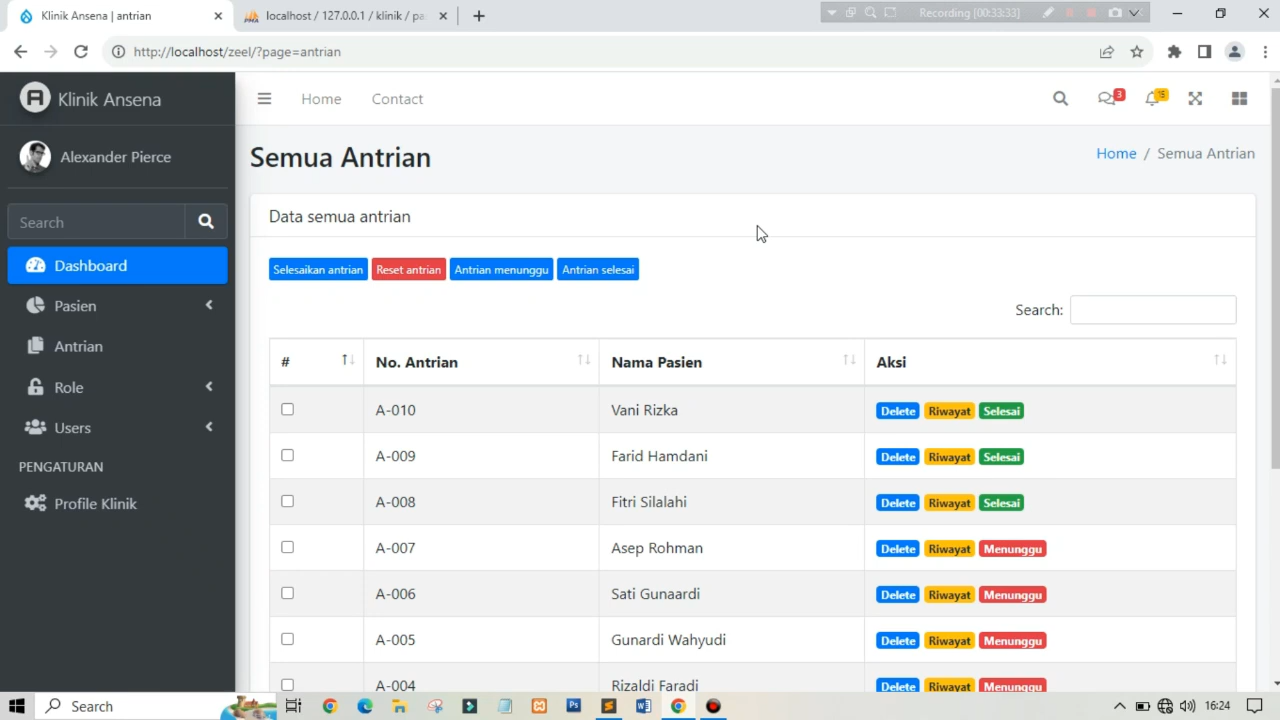 Klinik Ansena | antrian
localhost / 127.0.0.1 / klinik / pa
Recording [00:33:33]
http://localhost/zeel/?page=antrian
Klinik Ansena
Home
Contact
3
15
Alexander Pierce
Semua Antrian
Home / Semua Antrian
Search
Data semua antrian
Dashboard
Selesaikan antrian
Reset antrian
Antrian menunggu
Antrian selesai
Pasien
Search:
Antrian
# No. Antrian Nama Pasien Aksi
Role
A-010 Vani Rizka Delete Riwayat Selesai
Users
A-009 Farid Hamdani Delete Riwayat Selesai
PENGATURAN
A-008 Fitri Silalahi Delete Riwayat Selesai
Profile Klinik
A-007 Asep Rohman Delete Riwayat Menunggu
A-006 Sati Gunaardi Delete Riwayat Menunggu
A-005 Gunardi Wahyudi Delete Riwayat Menunggu
A-004 Rizaldi Faradi Delete Riwayat Menunggu
Search
16:24